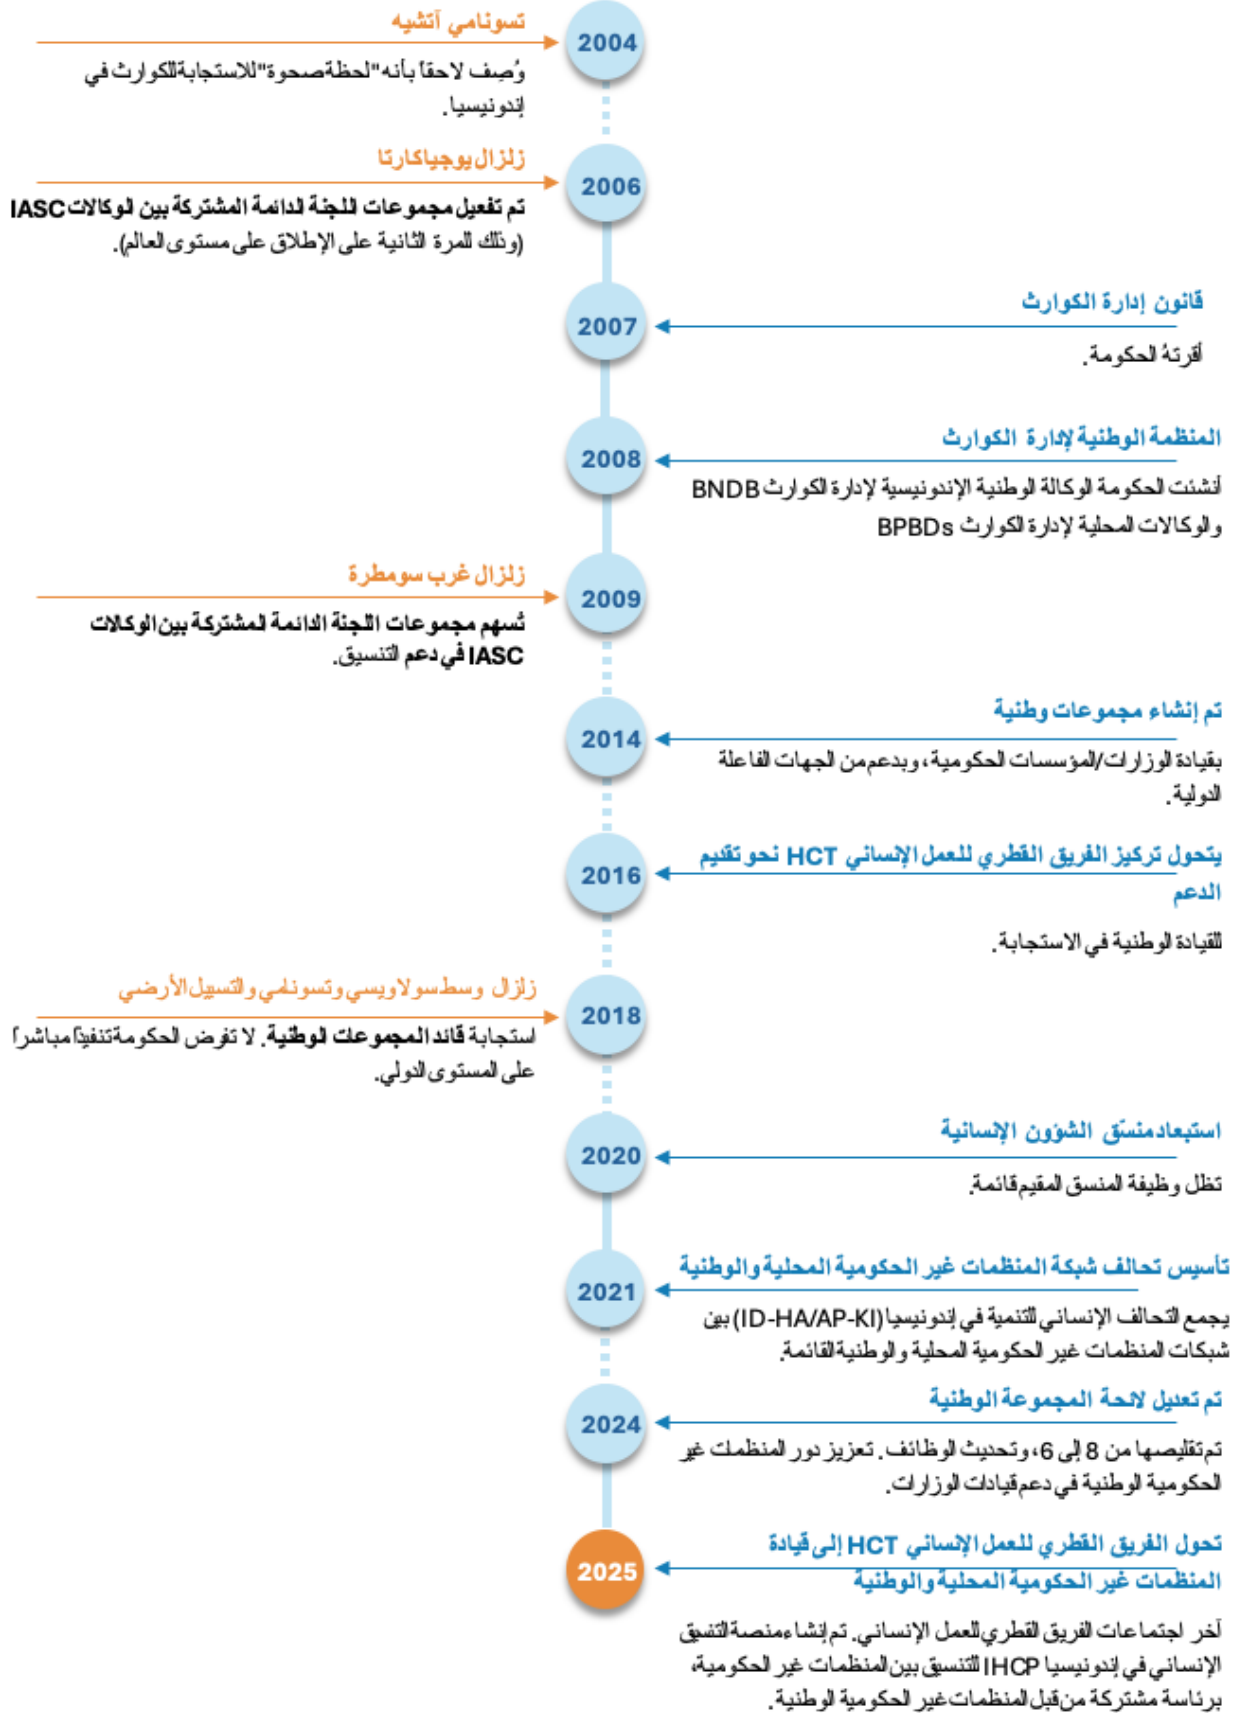 2004
تسونامي آتشيه
وُصِف لاحقاً بأنه "لحظة صحوة" للاستجابة للكوارث في
إندونيسيا.
2006
زلزال يوجياكارتا
تم تفعيل مجموعات اللجنة الدائمة المشتركة بين الوكالات IASC
(وذلك للمرة الثانية على الإطلاق على مستوى العالم).
2007
قانون إدارة الكوارث
أقرتهُ الحكومة.
2008
المنظمة الوطنية لإدارة الكوارث
أنشئت الحكومة الوكالة الوطنية الإندونيسية لإدارة الكوارث BNDB
والوكالات المحلية لإدارة الكوارث BPBDs
2009
زلزال غرب سومطرة
تُسهم مجموعات اللجنة الدائمة المشتركة بين الوكالات
IASC في دعم التنسيق.
2014
تم إنشاء مجموعات وطنية
بقيادة الوزارات/المؤسسات الحكومية، وبدعم من الجهات الفاعلة
الدولية.
2016
يتحول تركيز الفريق القطري للعمل الإنساني HCT نحو تقديم
الدعم
للقيادة الوطنية في الاستجابة.
2018
زلزال وسط سولاويسي وتسونامي والتسييل الأرضي
استجابة قائد المجموعات الوطنية. لا تفوض الحكومة تنفيذاً مباشراً
على المستوى الدولي.
2020
استبعاد منسّق الشؤون الإنسانية
تظل وظيفة المنسق المقيم قائمة.
2021
تأسيس تحالف شبكة المنظمات غير الحكومية المحلية والوطنية
يجمع التحالف الإنساني للتنمية في إندونيسيا (ID-HA/AP-KI) بين
شبكات المنظمات غير الحكومية المحلية والوطنية القائمة.
2024
تم تعديل لائحة المجموعة الوطنية
تم تقليصها من 8 إلى 6، وتحديث الوظائف. تعزيز دور المنظمات غير
الحكومية الوطنية في دعم قيادات الوزارات.
2025
تحول الفريق القطري للعمل الإنساني HCT إلى قيادة
المنظمات غير الحكومية المحلية والوطنية
آخر اجتماعات الفريق القطري للعمل الإنساني. تم إنشاء منصة التنسيق
الإنساني في إندونيسيا IHCP للتنسيق بين المنظمات غير الحكومية،
برئاسة مشتركة من قبل المنظمات غير الحكومية الوطنية.